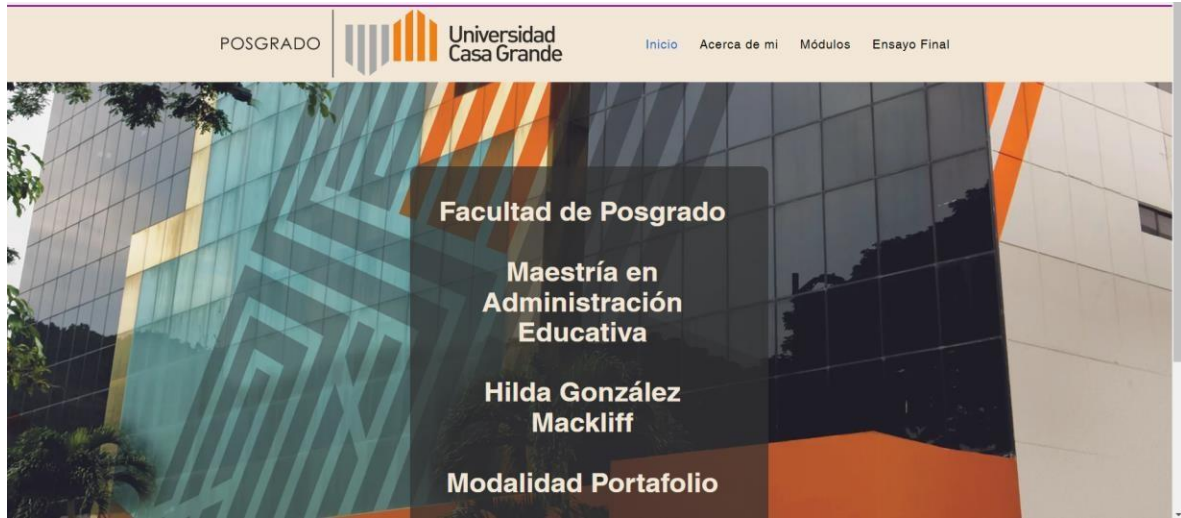 POSGRADO
Universidad
Casa Grande
Inicio Acerca de mi Módulos Ensayo Final
Facultad de Posgrado
Maestría en
Administración
Educativa
Hilda González
Mackliff
Modalidad Portafolio